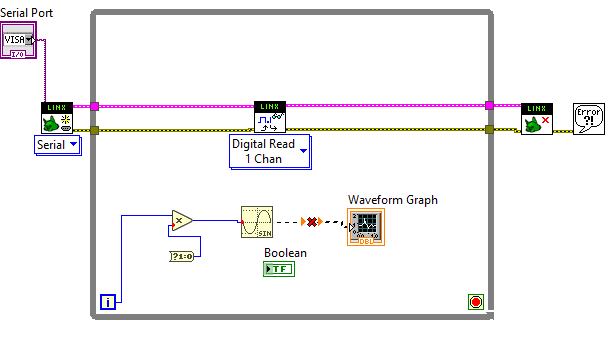 Serial Port
VISA
I/O
LINX
Serial
LINX
Digital Read
1 Chan
LINX
Error
?!
Waveform Graph
2
DBL
×
SIN
?1:0
Boolean
TF
i